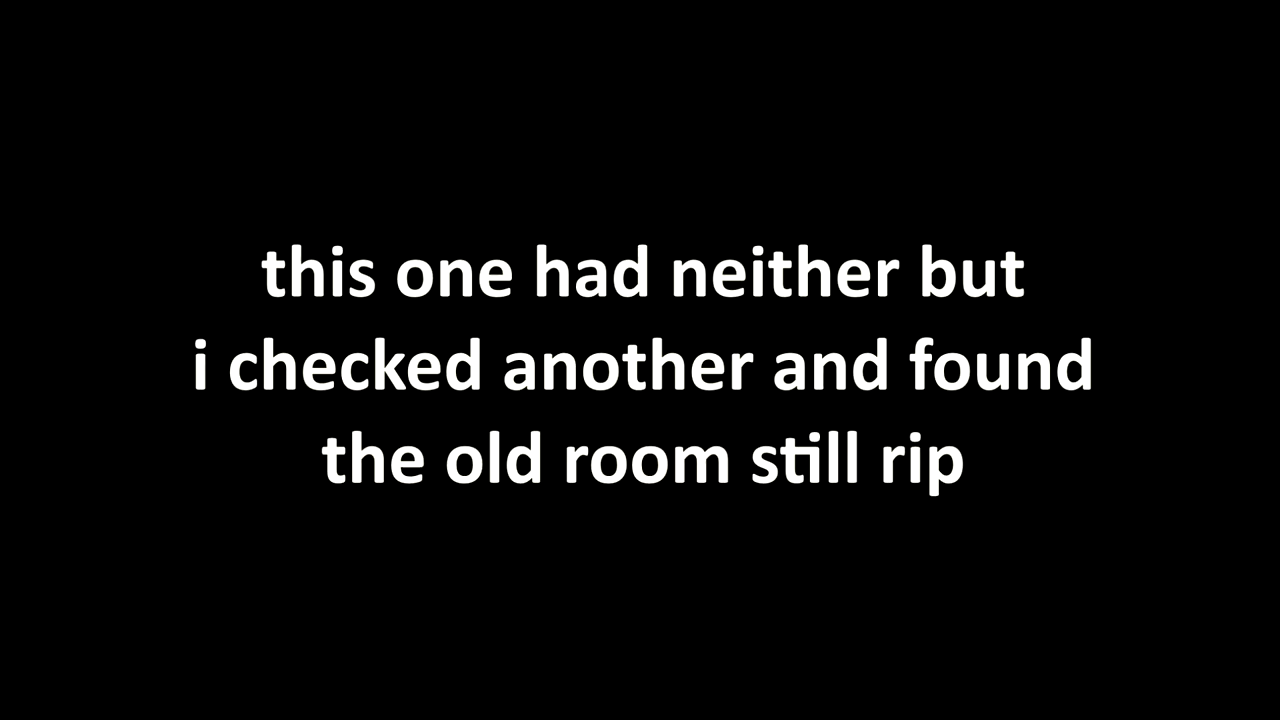 this one had neither but
i checked another and found
the old room still rip